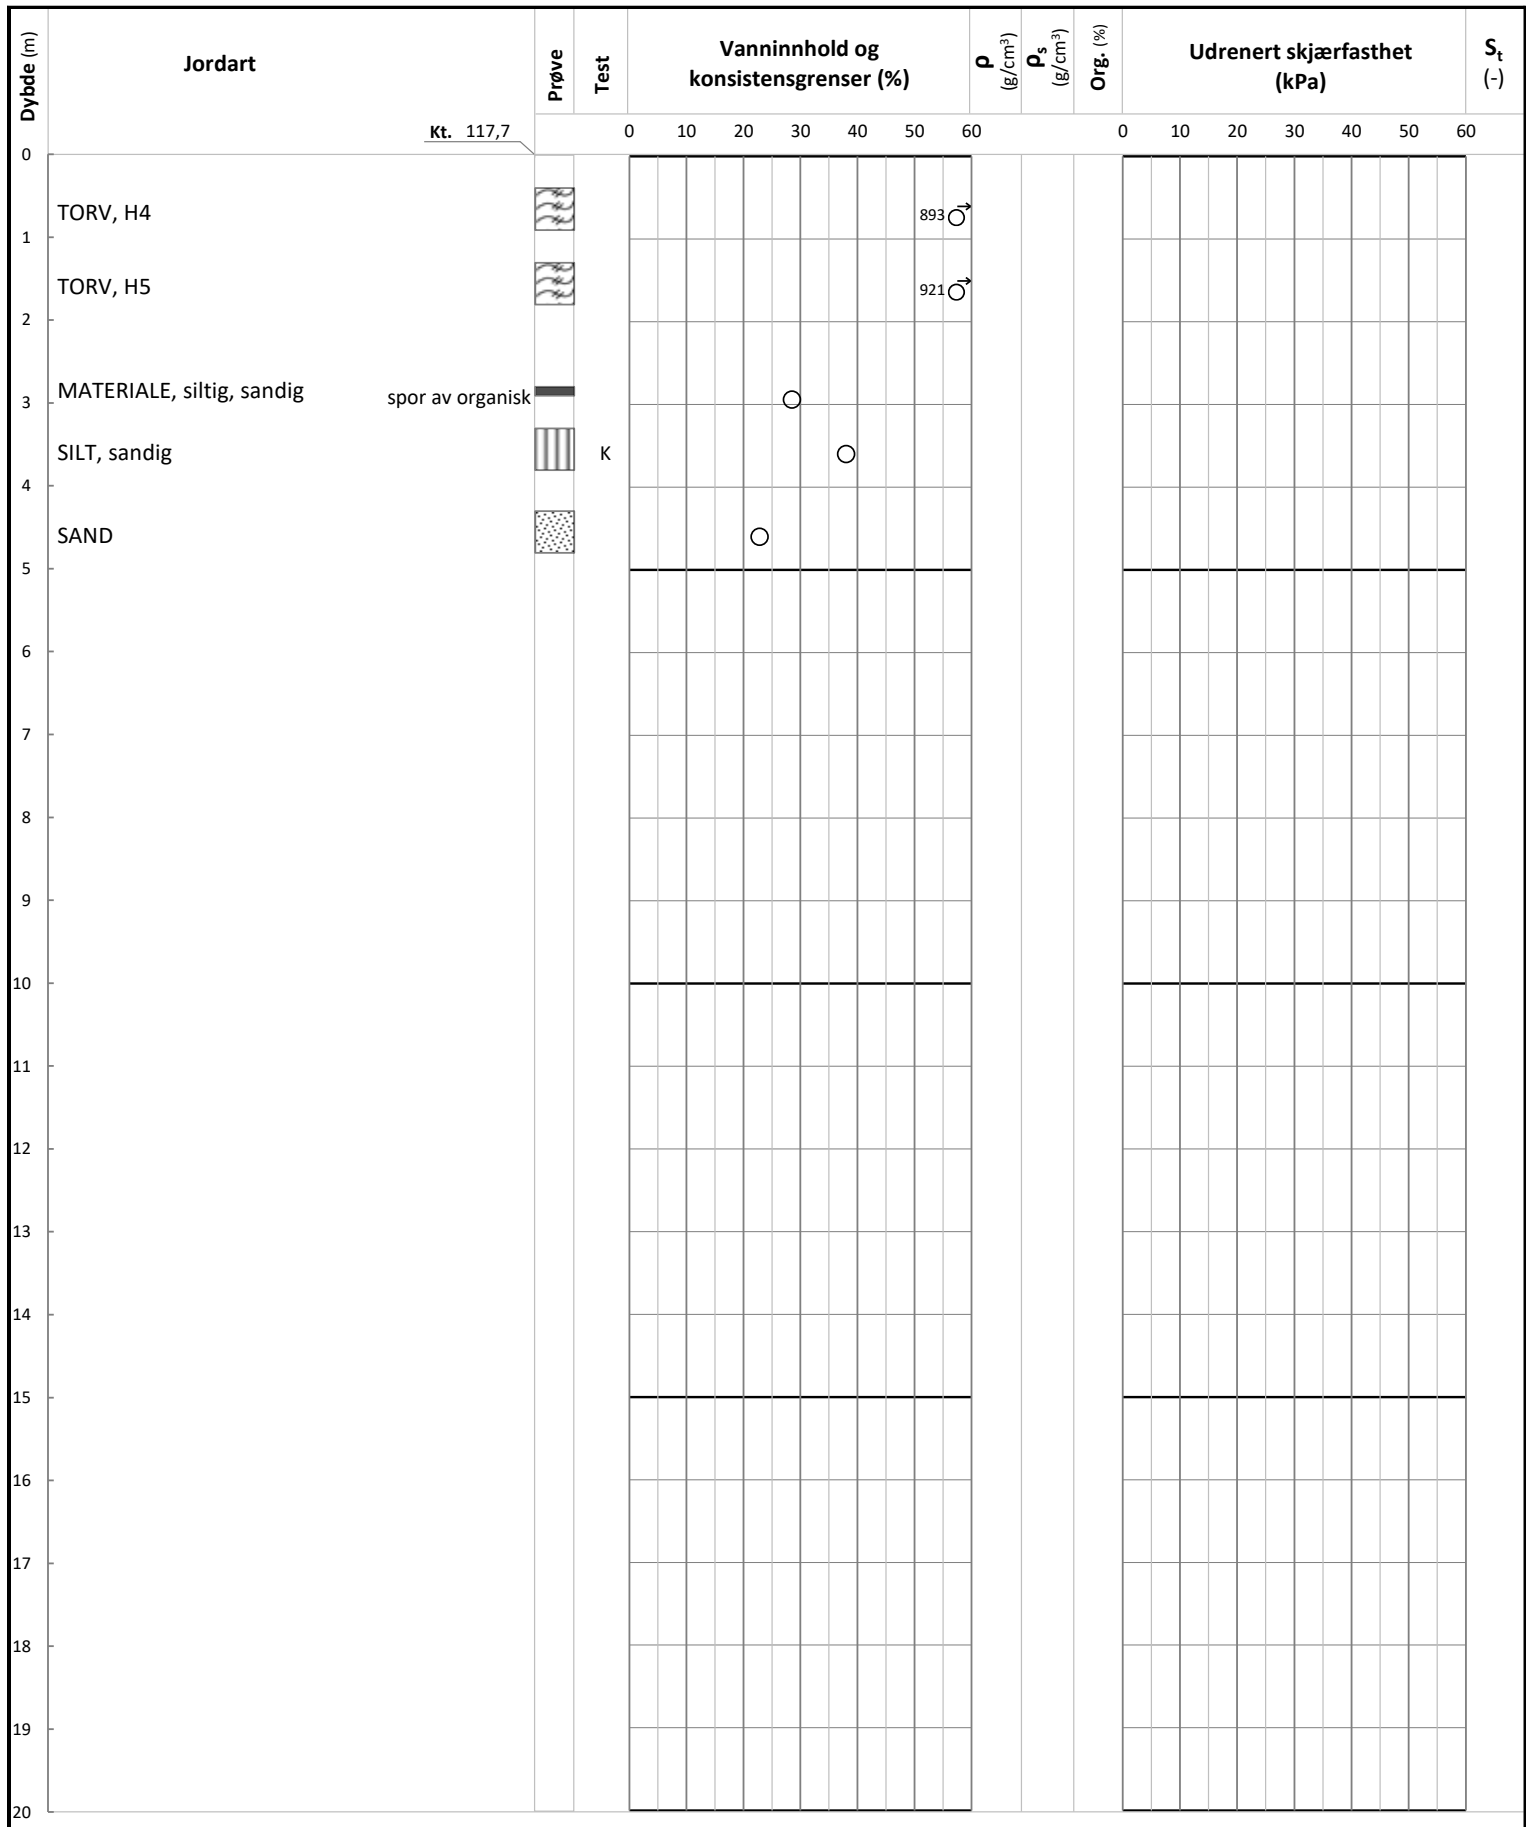 Dybde (m)
Jordart
Prøve
Test
Vanninnhold og
konsistensgrenser (%)
ρ
(g/cm³)
ρs
(g/cm³)
Org. (%)
Udrenert skjærfasthet
(kPa)
St
(-)
Kt. 117,7
0 10 20 30 40 50 60
0 10 20 30 40 50 60
0
TORV, H4
893
1
TORV, H5
921
2
MATERIALE, siltig, sandig
spor av organisk
3
SILT, sandig
K
4
SAND
5
6
7
8
9
10
11
12
13
14
15
16
17
18
19
20